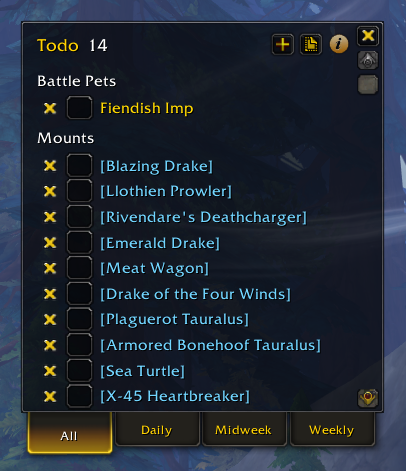 Todo 14
Battle Pets
Fiendish Imp
Mounts
[Blazing Drake]
[Llothien Prowler]
[Rivendare's Deathcharger]
[Emerald Drake]
[Meat Wagon]
[Drake of the Four Winds]
[Plaguerot Tauralus]
[Armored Bonehoof Tauralus]
[Sea Turtle]
[X-45 Heartbreaker]
All Daily Midweek Weekly